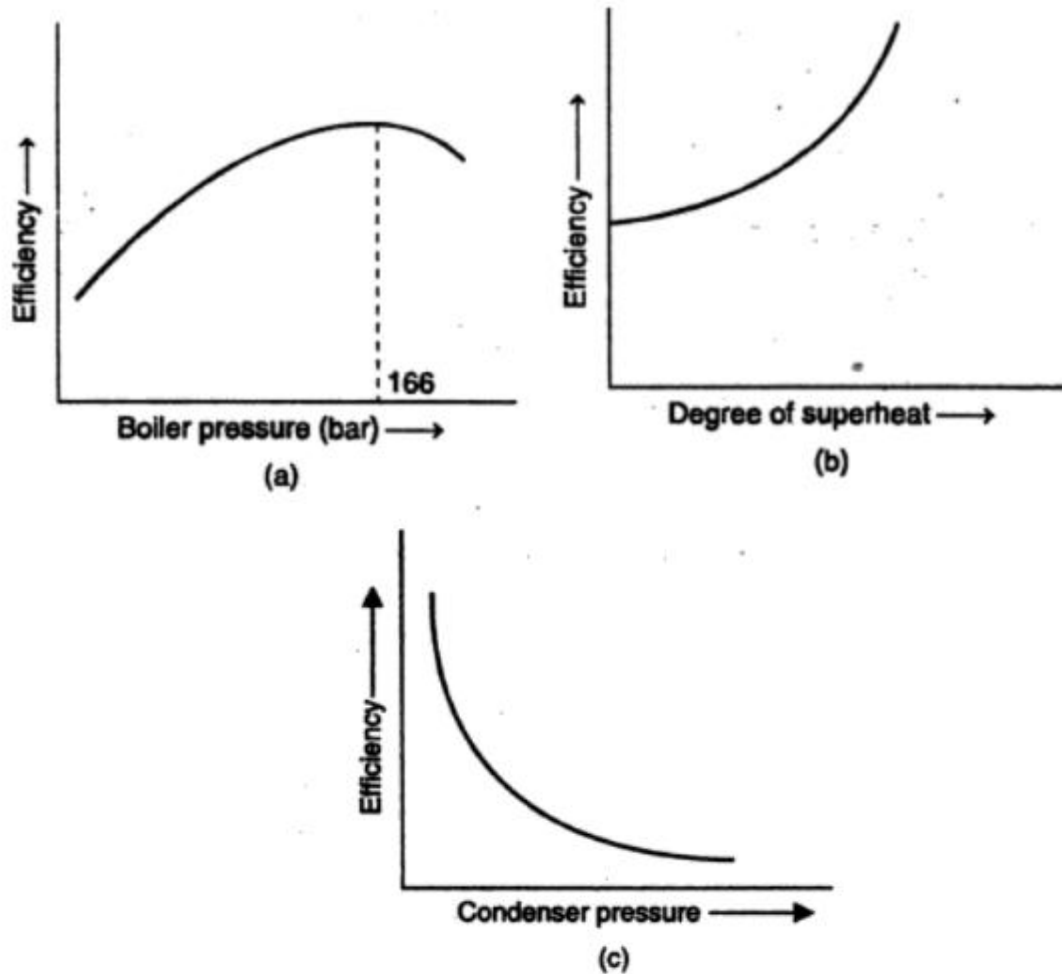 Efficiency
166
Boiler pressure (bar)
(a)
Efficiency
Degree of superheat
(b)
Efficiency
Condenser pressure
(c)